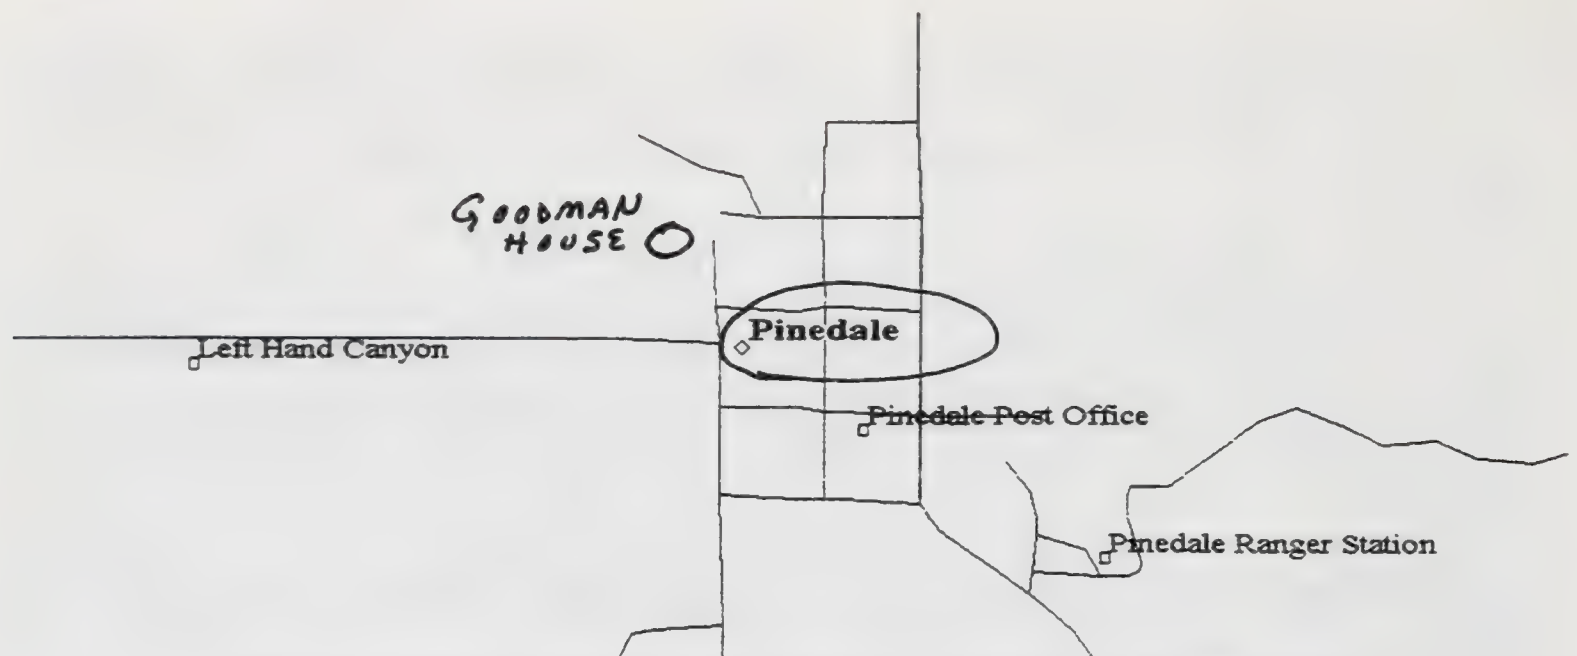 GOODMAN
HOUSE
Pinedale
Left Hand Canyon
Pinedale Post Office
Pinedale Ranger Station